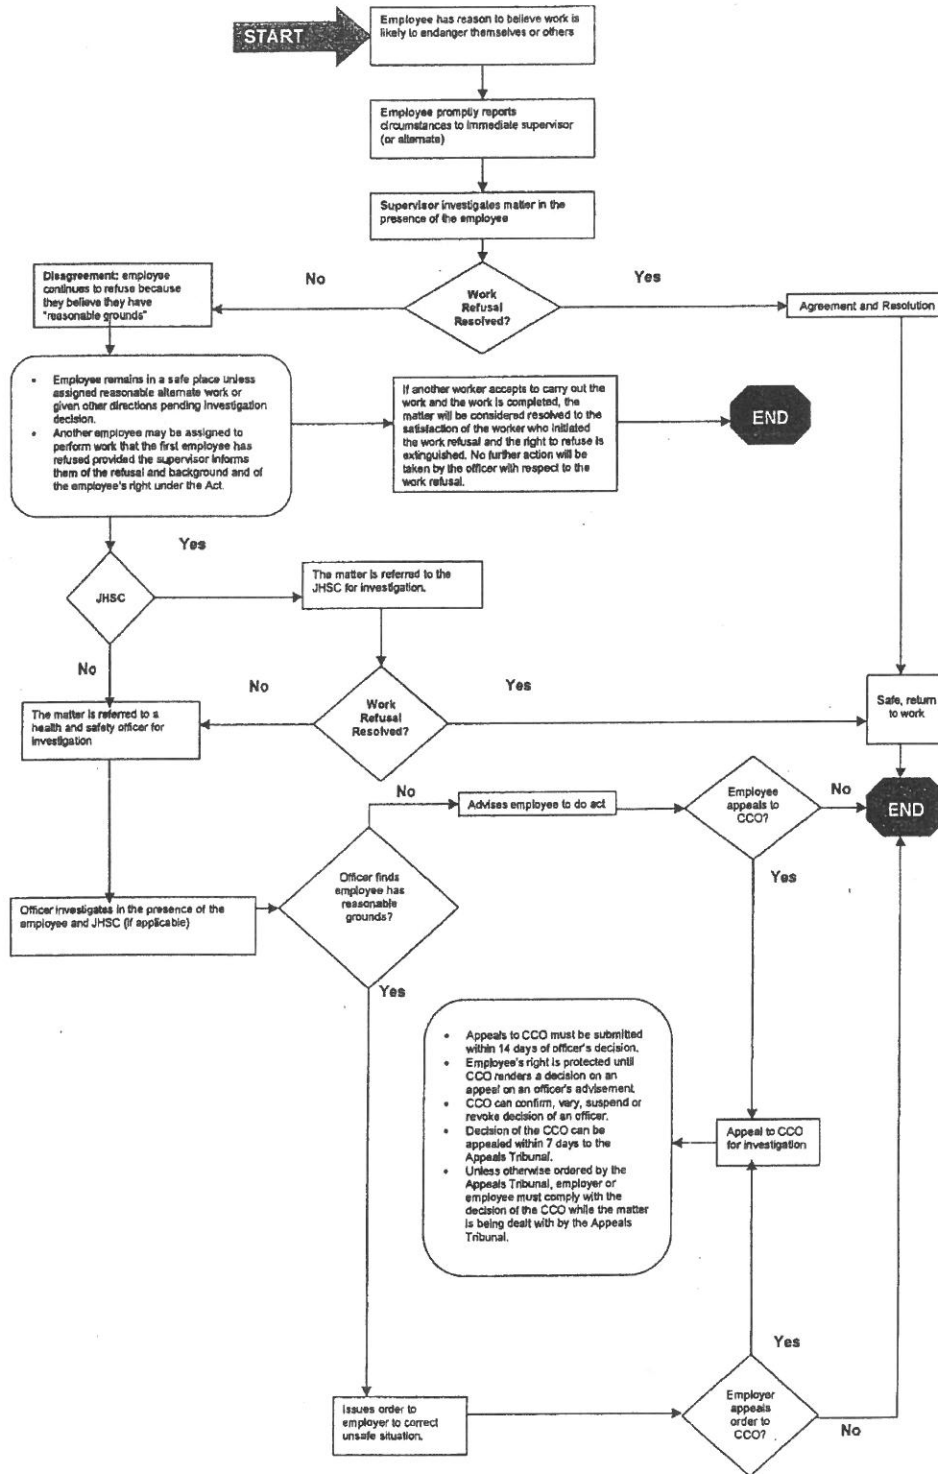 START
Employee has reason to believe work is
likely to endanger themselves or others
Employee promptly reports
circumstances to immediate supervisor
(or alternate)
Supervisor investigates matter in the
presence of the employee
Work
Refusal
Resolved?
No
Yes
Disagreement: employee
continues to refuse because
they believe they have
"reasonable grounds"
Agreement and Resolution
• Employee remains in a safe place unless
assigned reasonable alternate work or
given other directions pending investigation
decision.
• Another employee may be assigned to
perform work that the first employee has
refused provided the supervisor informs
them of the refusal and background and of
the employee's right under the Act.
If another worker accepts to carry out the
work and the work is completed, the
matter will be considered resolved to the
satisfaction of the worker who initiated
the work refusal and the right to refuse is
extinguished. No further action will be
taken by the officer with respect to the
work refusal.
END
Yes
JHSC
The matter is referred to the
JHSC for investigation.
No
No
Work
Refusal
Resolved?
Yes
Safe, return
to work
The matter is referred to a
health and safety officer for
investigation
No
Advises employee to do act
Employee
appeals to
CCO?
No
END
Officer finds
employee has
reasonable
grounds?
Yes
Officer investigates in the presence of the
employee and JHSC (if applicable)
Yes
• Appeals to CCO must be submitted
within 14 days of officer's decision.
• Employee's right is protected until
CCO renders a decision on an
appeal on an officer's advisement.
• CCO can confirm, vary, suspend or
revoke decision of an officer.
• Decision of the CCO can be
appealed within 7 days to the
Appeals Tribunal.
• Unless otherwise ordered by the
Appeals Tribunal, employer or
employee must comply with the
decision of the CCO while the matter
is being dealt with by the Appeals
Tribunal.
Appeal to CCO
for investigation
Yes
Issues order to
employer to correct
unsafe situation.
Employer
appeals
order to
CCO?
No